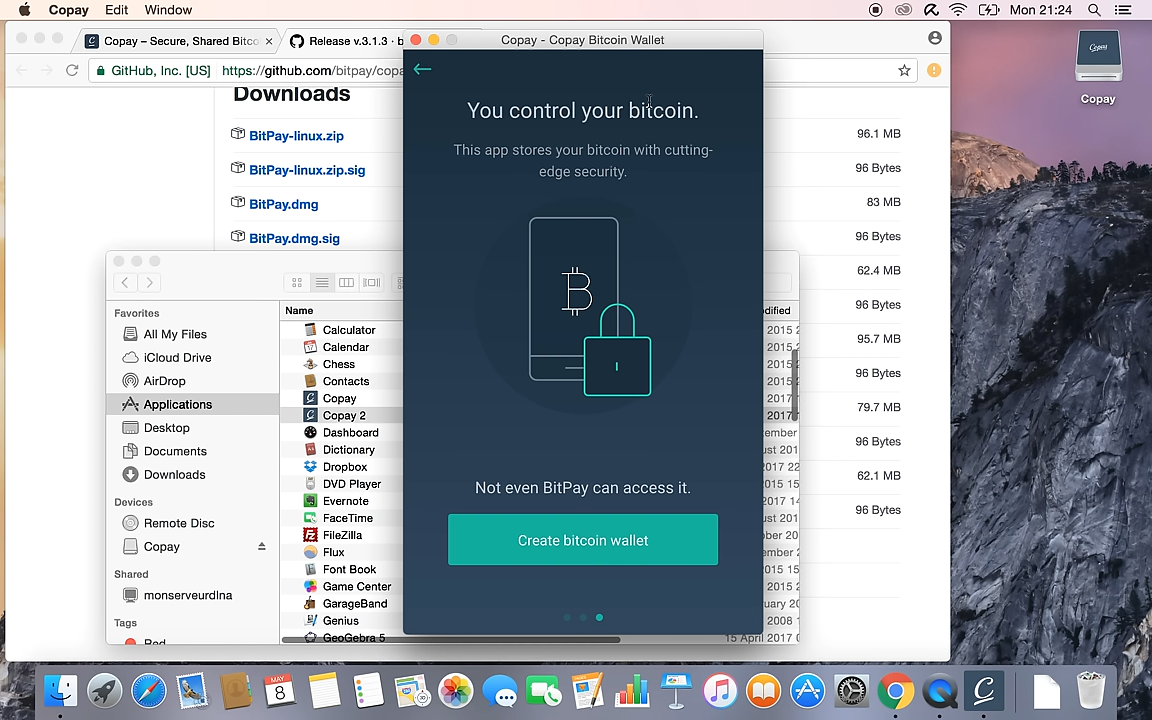 Copay Edit Window
Mon 21:24
Copay – Secure, Shared Bitco
Release v.3.1.3 · b
GitHub, Inc. [US] https://github.com/bitpay/copa
Downloads
BitPay-linux.zip 96.1 MB
BitPay-linux.zip.sig 96 Bytes
BitPay.dmg 83 MB
BitPay.dmg.sig 96 Bytes
62.4 MB
96 Bytes
95.7 MB
96 Bytes
79.7 MB
96 Bytes
62.1 MB
96 Bytes
Copay
Copay
Copay - Copay Bitcoin Wallet
You control your bitcoin.
This app stores your bitcoin with cutting-
edge security.
Not even BitPay can access it.
Create bitcoin wallet
Favorites
All My Files
iCloud Drive
AirDrop
Applications
Desktop
Documents
Downloads
Devices
Remote Disc
Copay
Shared
monserveurdlna
Tags
Red
Name
Calculator
Calendar
Chess
Contacts
Copay
Copay 2
Dashboard
Dictionary
Dropbox
DVD Player
Evernote
FaceTime
FileZilla
Flux
Font Book
Game Center
GarageBand
Genius
GeoGebra 5
15 April 2017 0
MAY
8